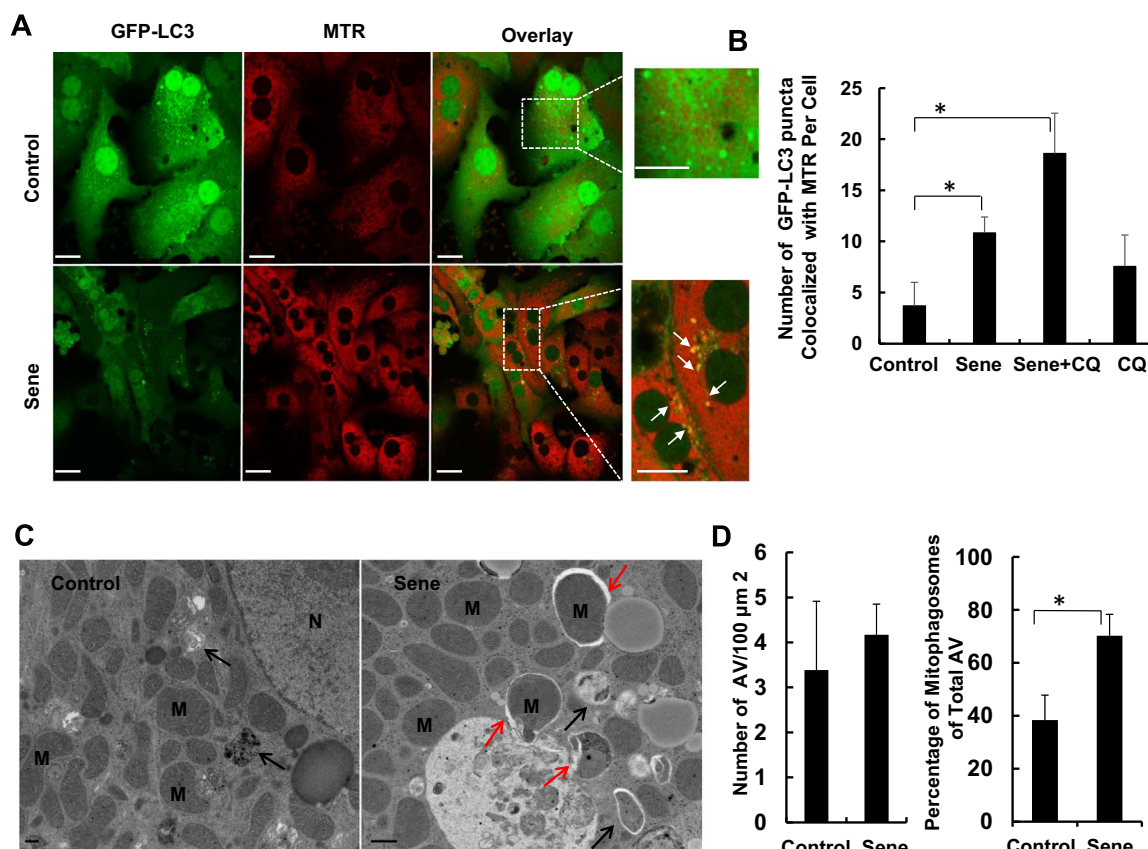 A
GFP-LC3
MTR
Overlay
Control
Sene
B
Number of GFP-LC3 puncta
Colocalized with MTR Per Cell
25
20
15
10
5
0
*
*
Control
Sene
Sene+CQ
CQ
C
Control
N
M
M
M
Sene
M
M
M
M
D
Number of AV/100 µm 2
6
5
4
3
2
1
0
Control
Sene
Percentage of Mitophagosomes
of Total AV
100
80
60
40
20
0
*
Control
Sene